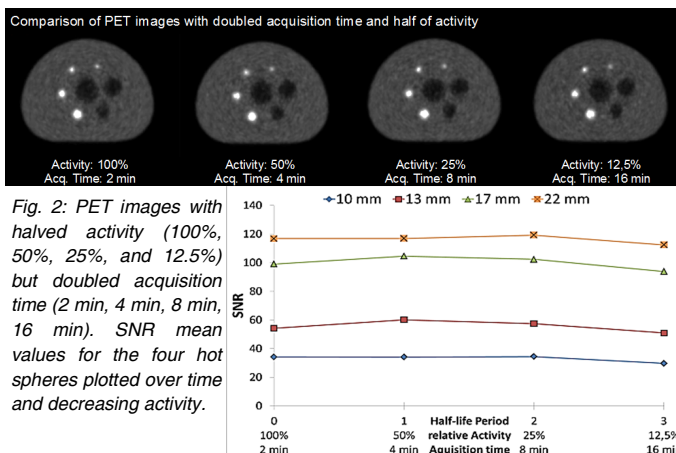 Comparison of PET images with doubled acquisition time and half of activity
Activity: 100%
Acq. Time: 2 min
Activity: 50%
Acq. Time: 4 min
Activity: 25%
Acq. Time: 8 min
Activity: 12,5%
Acq. Time: 16 min
Fig. 2: PET images with
halved activity (100%,
50%, 25%, and 12.5%)
but doubled acquisition
time (2 min, 4 min, 8 min,
16 min). SNR mean
values for the four hot
spheres plotted over time
and decreasing activity.
10 mm 13 mm 17 mm 22 mm
140
120
100
80
60
40
20
0
SNR
0 1 Half-life Period 2 3
100% 50% relative Activity 25% 12,5%
2 min 4 min Aquisition time 8 min 16 min